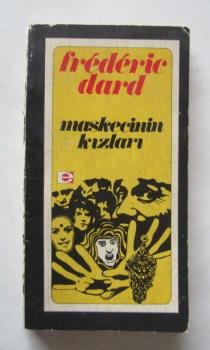 frédéric
dard
maskecinin
kızları
e